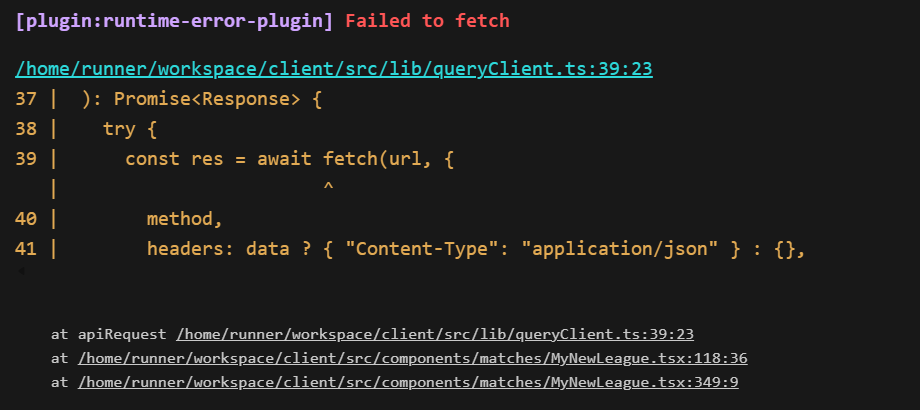 [plugin:runtime-error-plugin] Failed to fetch
/home/runner/workspace/client/src/lib/queryClient.ts:39:23
37 |  ): Promise<Response> {
38 |    try {
39 |      const res = await fetch(url, {
   |                        ^
40 |        method,
41 |        headers: data ? { "Content-Type": "application/json" } : {},
at apiRequest /home/runner/workspace/client/src/lib/queryClient.ts:39:23
at /home/runner/workspace/client/src/components/matches/MyNewLeague.tsx:118:36
at /home/runner/workspace/client/src/components/matches/MyNewLeague.tsx:349:9